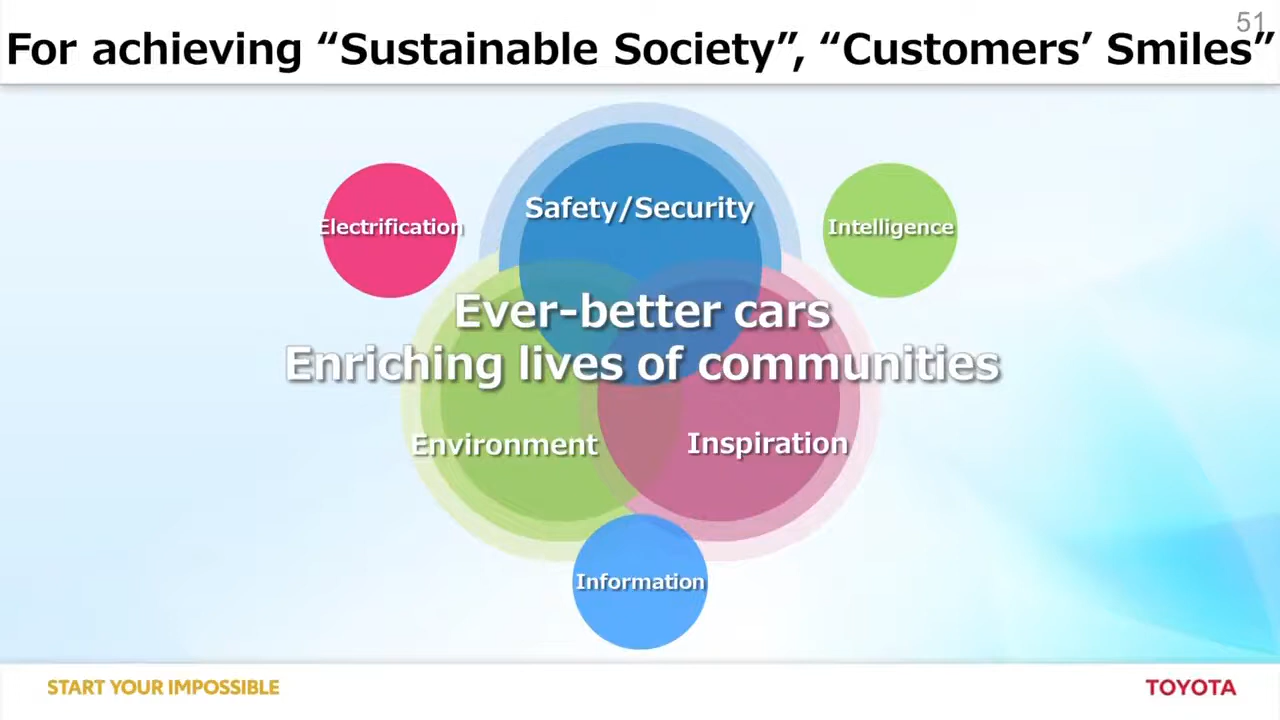 51
For achieving “Sustainable Society”, “Customers’ Smiles”
Safety/Security
Electrification
Intelligence
Ever-better cars
Enriching lives of communities
Environment
Inspiration
Information
START YOUR IMPOSSIBLE
TOYOTA